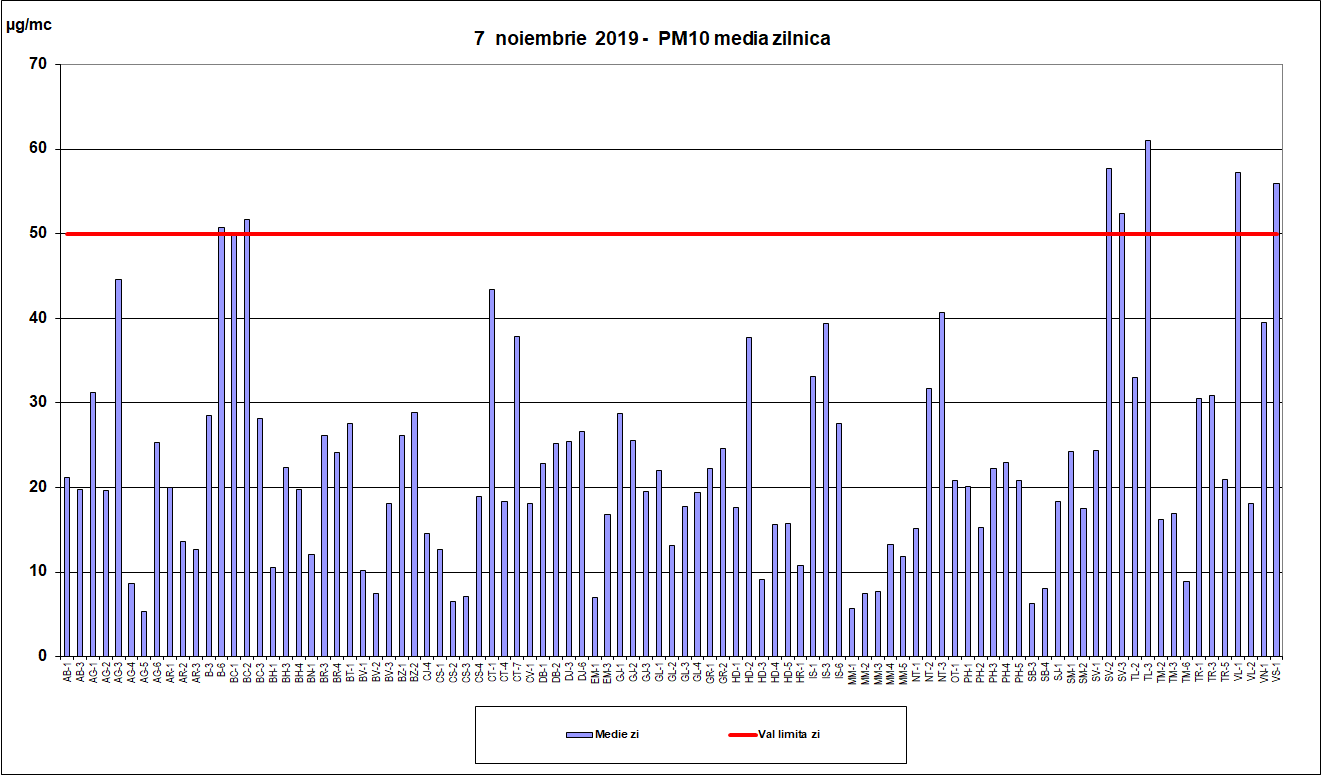 µg/mc
7 noiembrie 2019 - PM10 media zilnica
70
60
50
40
30
20
10
0
AB-1
AB-3
AG-1
AG-2
AG-3
AG-4
AG-5
AG-6
AR-1
AR-2
AR-3
B-3
B-6
BC-1
BC-2
BC-3
BH-1
BH-3
BH-4
BN-1
BR-3
BR-4
BT-1
BV-1
BV-2
BV-3
BZ-1
BZ-2
CJ-4
CS-1
CS-2
CS-3
CS-4
CT-1
CT-4
CT-7
CV-1
DB-1
DB-2
DJ-3
DJ-6
EM-1
EM-3
GJ-1
GJ-2
GJ-3
GL-1
GL-2
GL-3
GL-4
GR-1
GR-2
HD-1
HD-2
HD-3
HD-4
HD-5
HR-1
IS-1
IS-3
IS-6
MM-1
MM-2
MM-3
MM-4
MM-5
NT-1
NT-2
NT-3
OT-1
PH-1
PH-2
PH-3
PH-4
PH-5
SB-3
SB-4
SJ-1
SM-1
SM-2
SV-1
SV-2
SV-3
TL-2
TL-3
TM-2
TM-3
TM-6
TR-1
TR-3
TR-5
VL-1
VL-2
VN-1
VS-1
Medie zi
Val limita zi